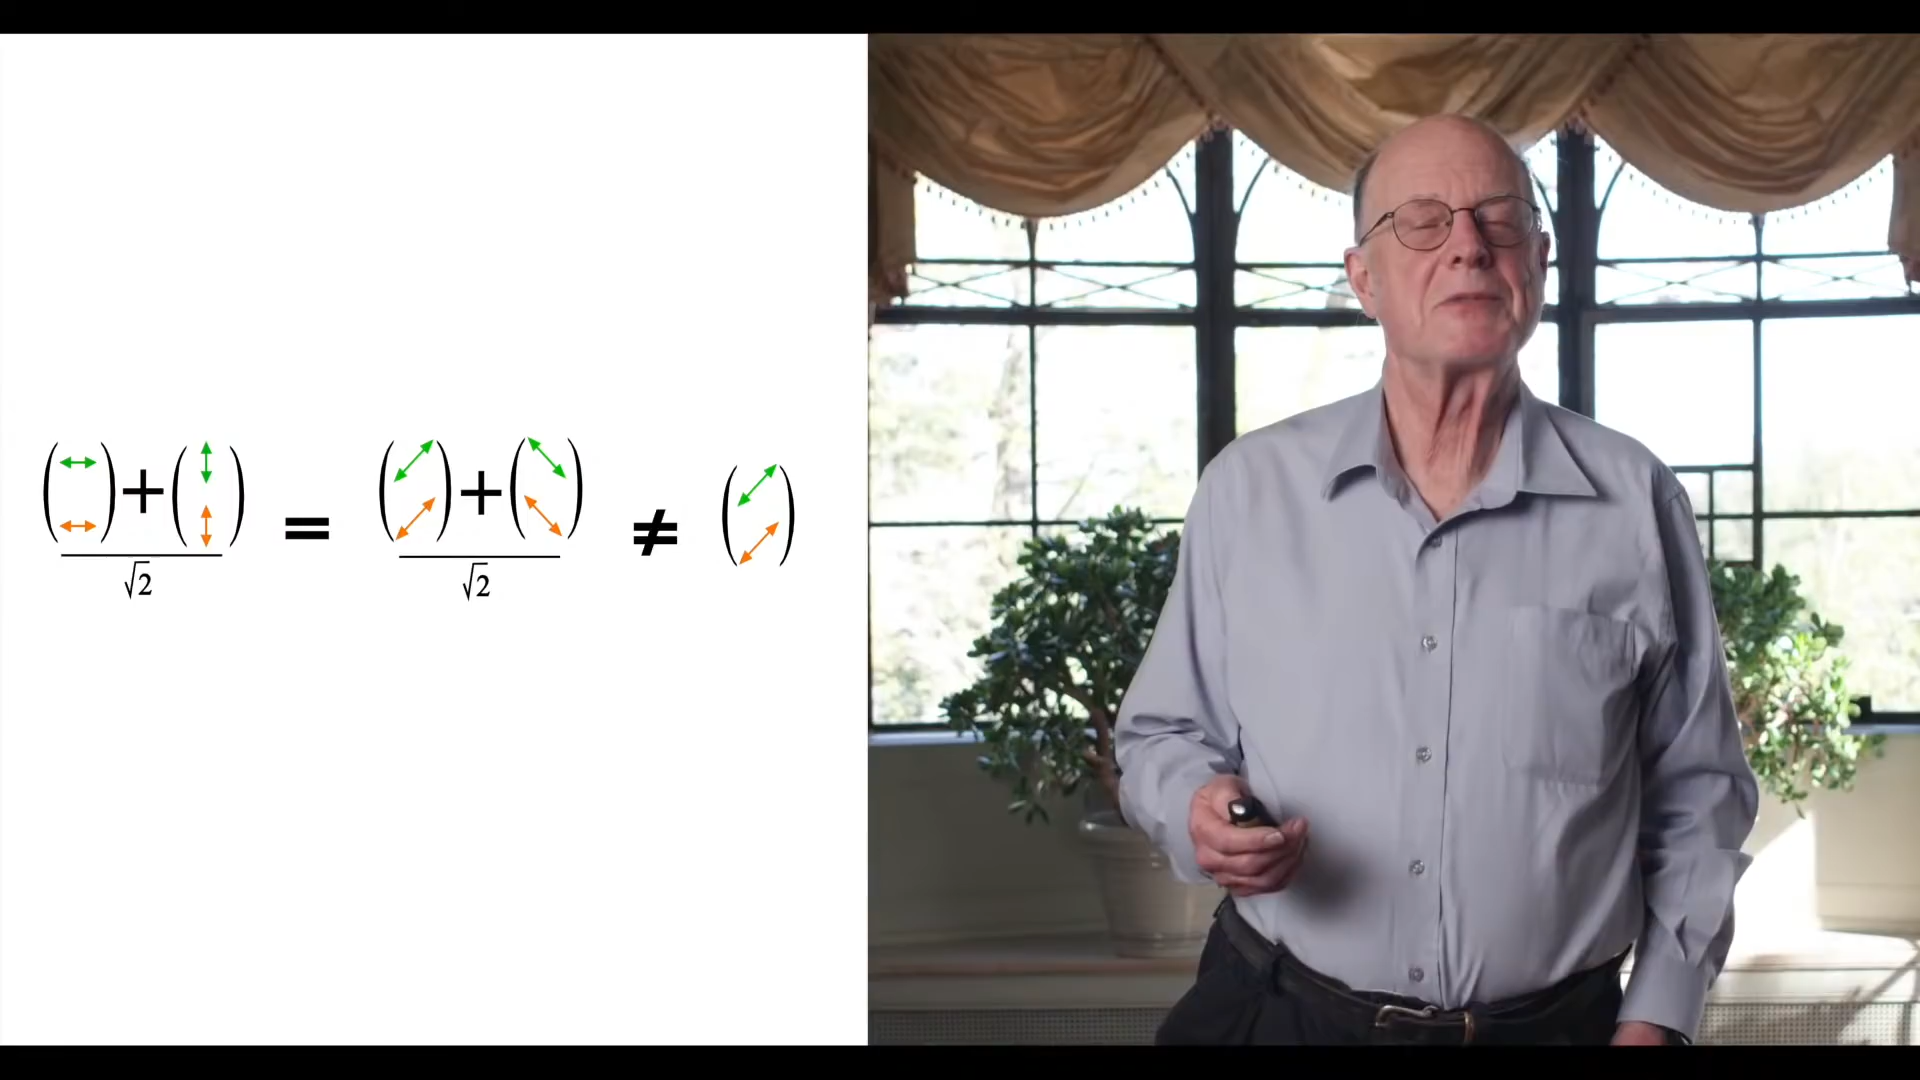 ( ↔ ) + ( ↕ ) = ( ⤢ ) + ( ⤡ ) ≠ ( ⤢ )
( ↔ ) ( ↕ ) ( ⤢ ) ( ⤡ ) ( ⤢ )
√2 √2